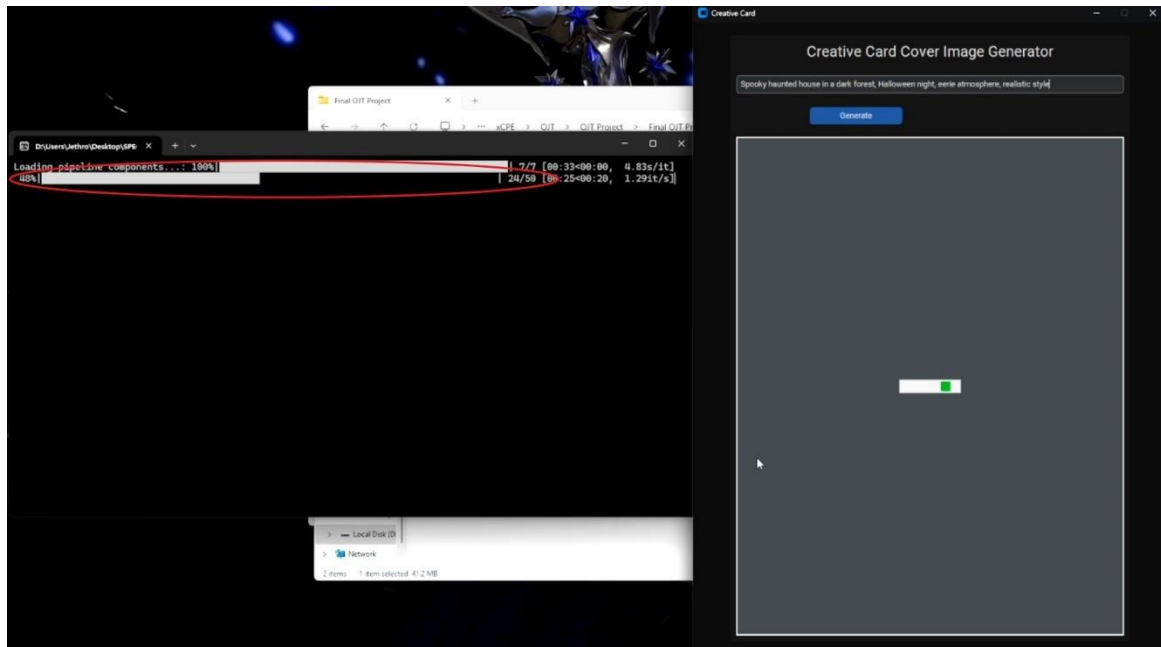 Creative Card
Creative Card Cover Image Generator
Spooky haunted house in a dark forest, Halloween night, eerie atmosphere, realistic style
Generate
Final OJT Project
xCPE > OJT > OJT Project > Final OJT Pr
D:\Users\Jethro\Desktop\SPE
Loading pipeline components...: 100%| | 7/7 [00:33<00:00, 4.83s/it]
48%| | 24/50 [00:25<00:20, 1.29it/s]
Local Disk (D
Network
2 items 1 item selected 41.2 MB